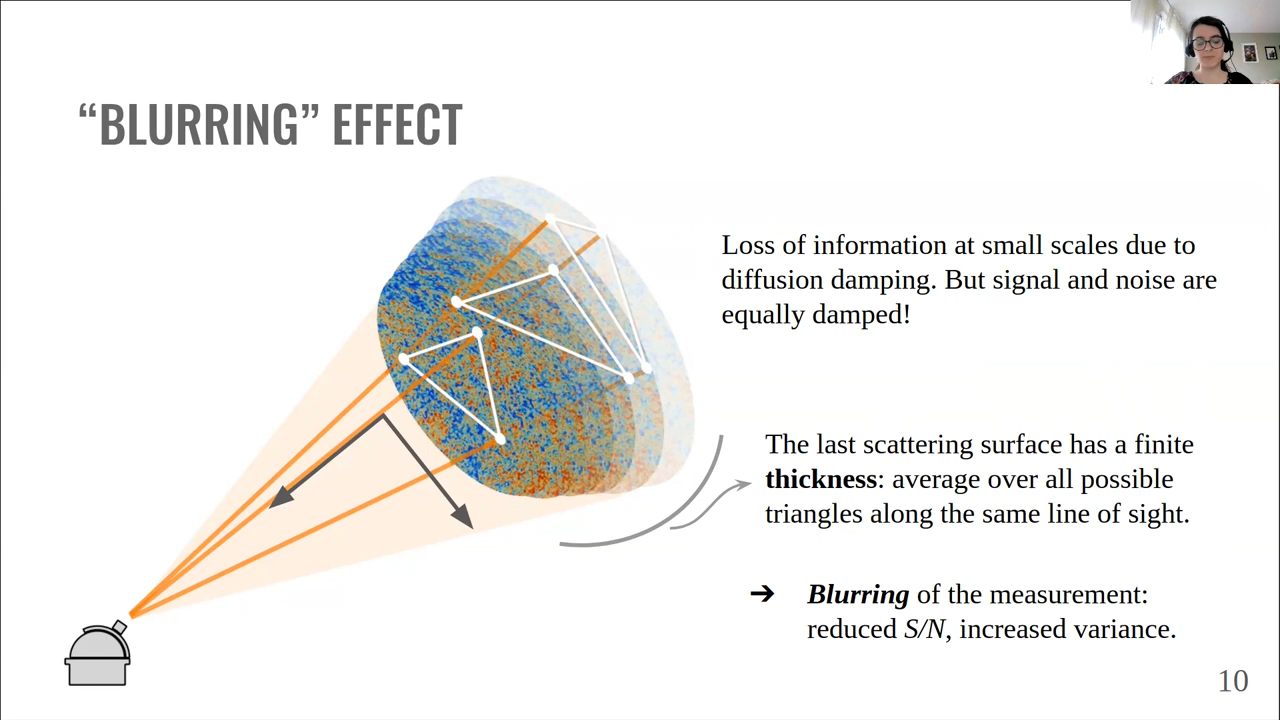 “BLURRING” EFFECT
Loss of information at small scales due to
diffusion damping. But signal and noise are
equally damped!
The last scattering surface has a finite
thickness: average over all possible
triangles along the same line of sight.
➔ Blurring of the measurement:
reduced S/N, increased variance.
10